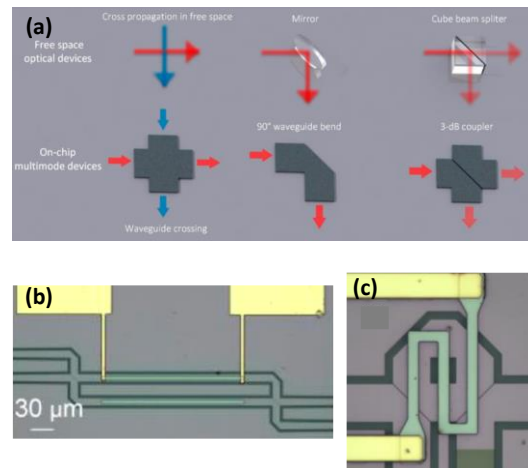 (a)
Cross propagation in free space
Mirror
Cube beam spliter
Free space
optical devices
90° waveguide bend
3-dB coupler
On-chip
multimode devices
Waveguide crossing
(b)
30 μm
(c)